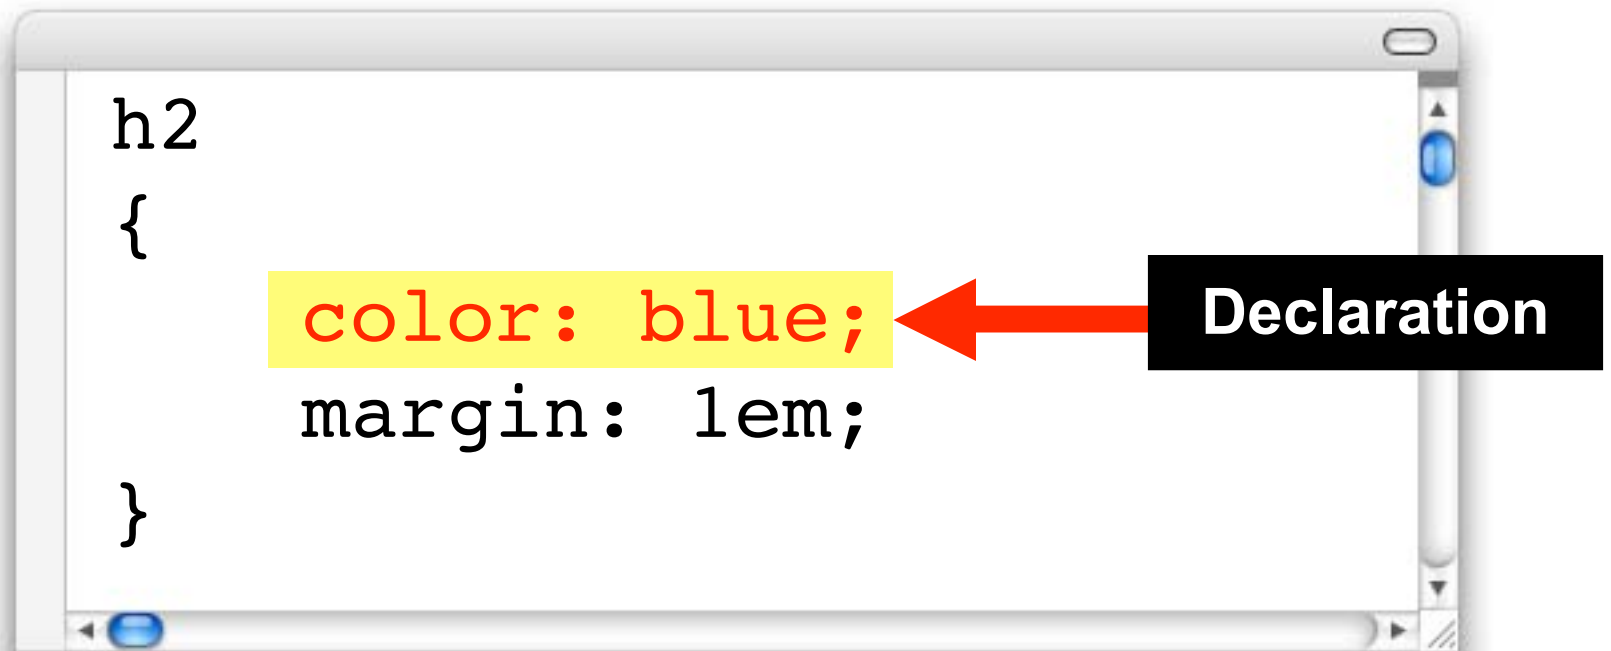 h2
{
color: blue;
Declaration
margin: 1em;
}